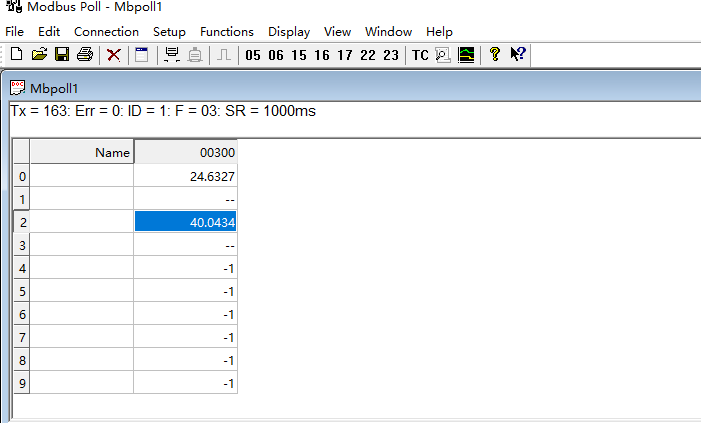 Modbus Poll - Mbpoll1
File Edit Connection Setup Functions Display View Window Help
05 06 15 16 17 22 23 TC
Mbpoll1
Tx = 163: Err = 0: ID = 1: F = 03: SR = 1000ms
Name 00300
0 24.6327
1 --
2 40.0434
3 --
4 -1
5 -1
6 -1
7 -1
8 -1
9 -1